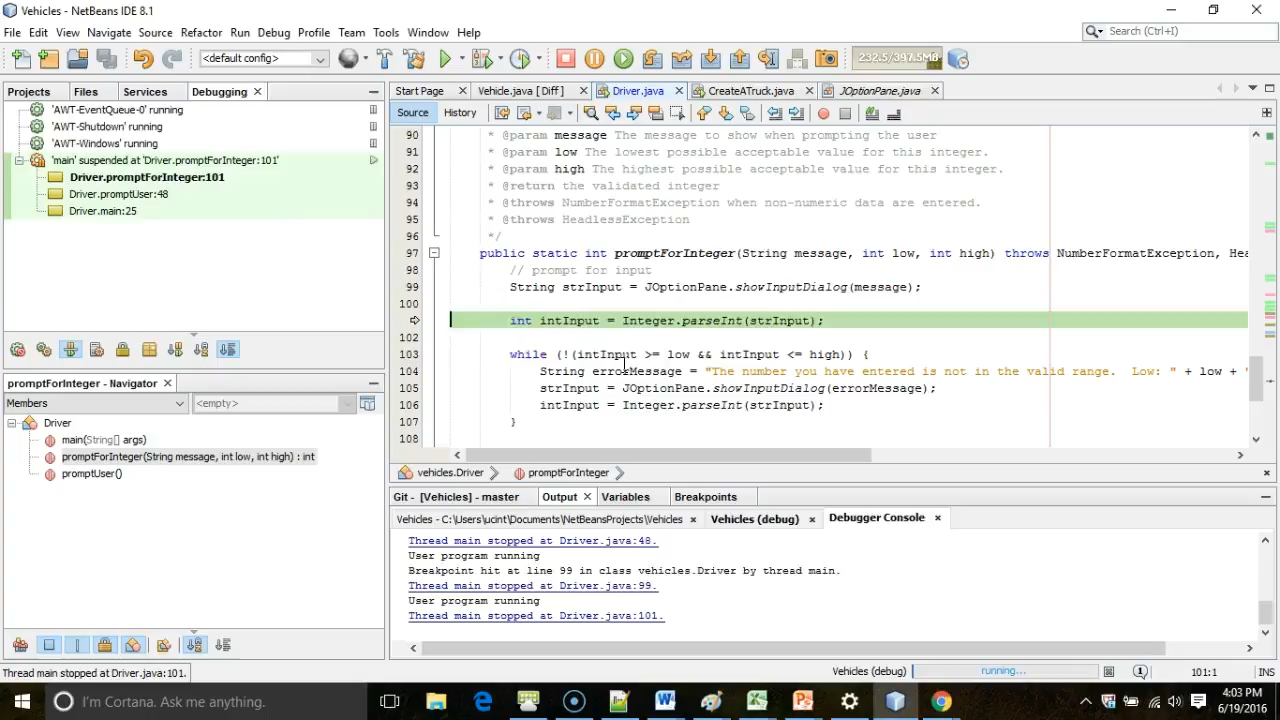 Vehicles - NetBeans IDE 8.1
File Edit View Navigate Source Refactor Run Debug Profile Team Tools Window Help
Search (Ctrl+I)
<default config>
232.5/397.5MB
Projects Files Services Debugging
Start Page Vehicle.java [ Diff ] Driver.java CreateATruck.java JOptionPane.java
'AWT-EventQueue-0' running
'AWT-Shutdown' running
'AWT-Windows' running
'main' suspended at 'Driver.promptForInteger:101'
Driver.promptForInteger:101
Driver.promptUser:48
Driver.main:25
Source History
90 * @param message The message to show when prompting the user
91 * @param low The lowest possible acceptable value for this integer.
92 * @param high The highest possible acceptable value for this integer.
93 * @return the validated integer
94 * @throws NumberFormatException when non-numeric data are entered.
95 * @throws HeadlessException
96 */
97 public static int promptForInteger(String message, int low, int high) throws NumberFormatException, Hea
98 // prompt for input
99 String strInput = JOptionPane.showInputDialog(message);
100
int intInput = Integer.parseInt(strInput);
102
103 while (!(intInput >= low && intInput <= high)) {
104 String errorMessage = "The number you have entered is not in the valid range.  Low: " + low + "
105 strInput = JOptionPane.showInputDialog(errorMessage);
106 intInput = Integer.parseInt(strInput);
107 }
108
promptForInteger - Navigator
Members <empty>
Driver
main(String[] args)
promptForInteger(String message, int low, int high) : int
promptUser()
vehicles.Driver promptForInteger
Git - [Vehicles] - master Output Variables Breakpoints
Vehicles - C:\Users\ucint\Documents\NetBeansProjects\Vehicles Vehicles (debug) Debugger Console
Thread main stopped at Driver.java:48.
User program running
Breakpoint hit at line 99 in class vehicles.Driver by thread main.
Thread main stopped at Driver.java:99.
User program running
Thread main stopped at Driver.java:101.
Thread main stopped at Driver.java:101. Vehicles (debug) running... 101:1 INS
I'm Cortana. Ask me anything.
4:03 PM
6/19/2016